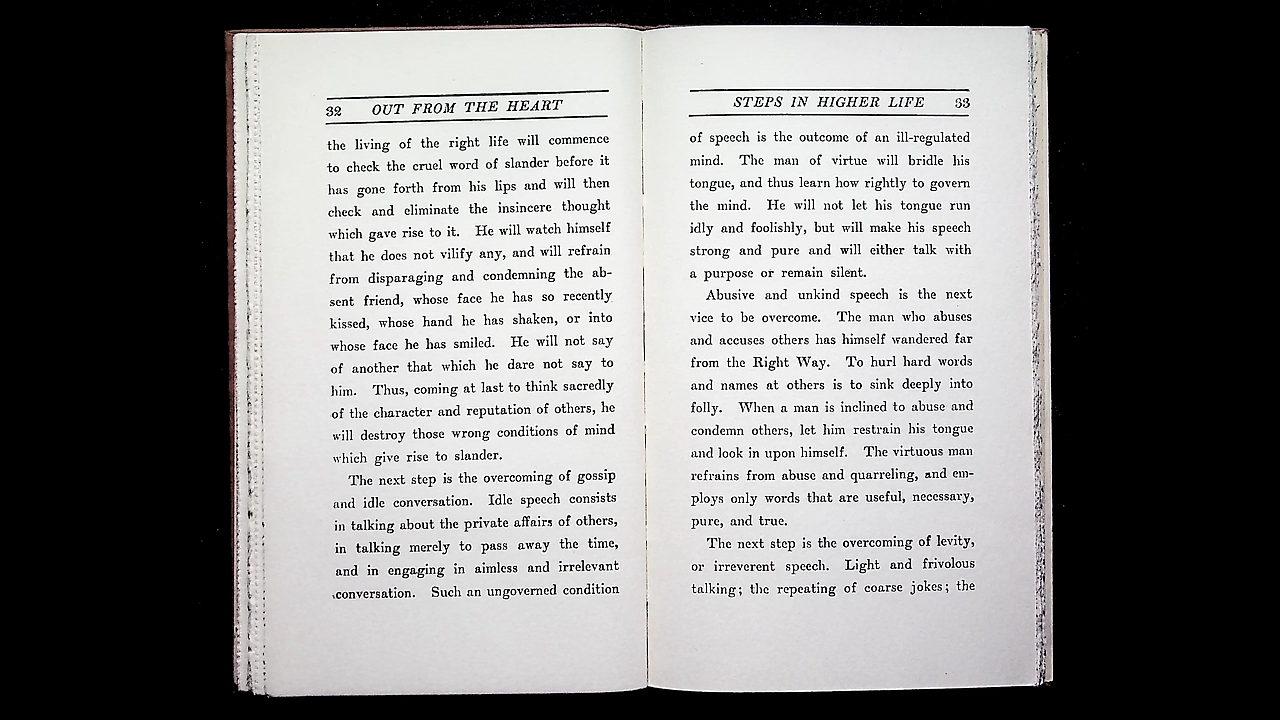 32 OUT FROM THE HEART
the living of the right life will commence
to check the cruel word of slander before it
has gone forth from his lips and will then
check and eliminate the insincere thought
which gave rise to it. He will watch himself
that he does not vilify any, and will refrain
from disparaging and condemning the ab-
sent friend, whose face he has so recently
kissed, whose hand he has shaken, or into
whose face he has smiled. He will not say
of another that which he dare not say to
him. Thus, coming at last to think sacredly
of the character and reputation of others, he
will destroy those wrong conditions of mind
which give rise to slander.
The next step is the overcoming of gossip
and idle conversation. Idle speech consists
in talking about the private affairs of others,
in talking merely to pass away the time,
and in engaging in aimless and irrelevant
conversation. Such an ungoverned condition
STEPS IN HIGHER LIFE 33
of speech is the outcome of an ill-regulated
mind. The man of virtue will bridle his
tongue, and thus learn how rightly to govern
the mind. He will not let his tongue run
idly and foolishly, but will make his speech
strong and pure and will either talk with
a purpose or remain silent.
Abusive and unkind speech is the next
vice to be overcome. The man who abuses
and accuses others has himself wandered far
from the Right Way. To hurl hard words
and names at others is to sink deeply into
folly. When a man is inclined to abuse and
condemn others, let him restrain his tongue
and look in upon himself. The virtuous man
refrains from abuse and quarreling, and em-
ploys only words that are useful, necessary,
pure, and true.
The next step is the overcoming of levity,
or irreverent speech. Light and frivolous
talking; the repeating of coarse jokes; the